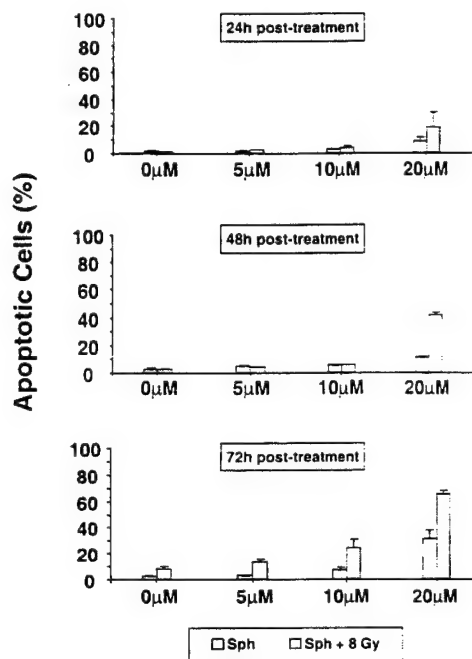 Apoptotic Cells (%)
24h post-treatment
100
80
60
40
20
0
0µM 5µM 10µM 20µM
48h post-treatment
100
80
60
40
20
0
0µM 5µM 10µM 20µM
72h post-treatment
100
80
60
40
20
0
0µM 5µM 10µM 20µM
Sph Sph + 8 Gy